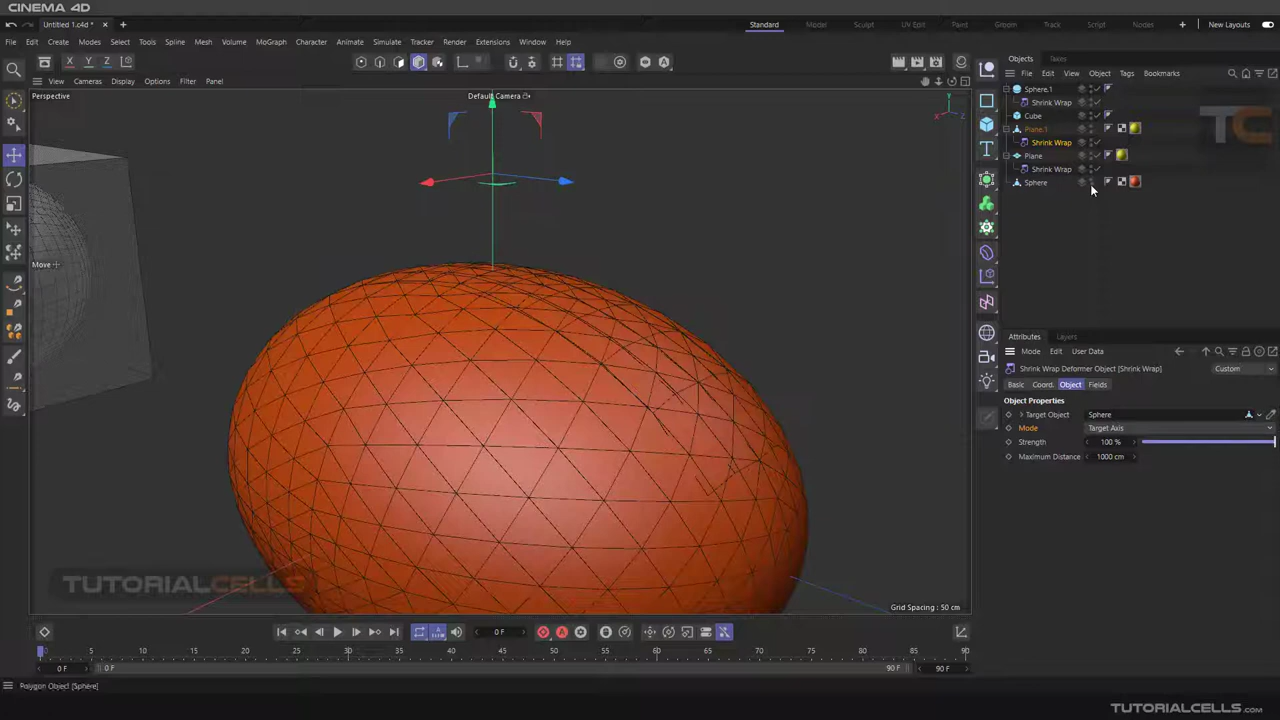 CINEMA 4D
Untitled 1.c4d *
Standard
Model
Sculpt
UV Edit
Paint
Groom
Track
Script
Nodes
New Layouts
File Edit Create Modes Select Tools Spline Mesh Volume MoGraph Character Animate Simulate Tracker Render Extensions Window Help
X Y Z
Objects Takes
View Cameras Display Options Filter Panel
File Edit View Object Tags Bookmarks
Perspective
Default Camera
Y
X Z
Sphere.1
Shrink Wrap
Cube
Plane.1
Shrink Wrap
Plane
Shrink Wrap
Sphere
TC
Move
Attributes Layers
Mode Edit User Data
Shrink Wrap Deformer Object [Shrink Wrap]
Custom
Basic Coord. Object Fields
Object Properties
Target Object Sphere
Mode Target Axis
Strength 100 %
Maximum Distance 1000 cm
TUTORIALCELLS
Grid Spacing : 50 cm
0 F
0 5 10 15 20 25 30 35 40 45 50 55 60 65 70 75 80 85 90
0 F 0 F 90 F 90 F
Polygon Object [Sphere]
TUTORIALCELLS.COM